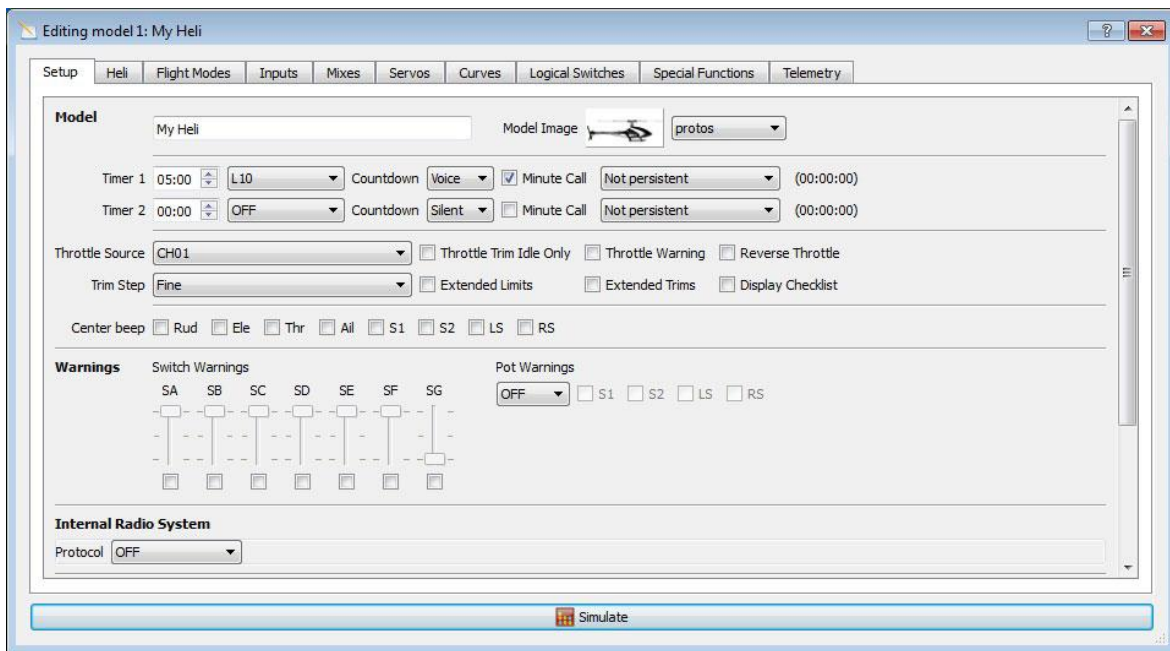 Editing model 1: My Heli
?
Setup Heli Flight Modes Inputs Mixes Servos Curves Logical Switches Special Functions Telemetry
Model My Heli Model Image protos
Timer 1 05:00 L10 Countdown Voice Minute Call Not persistent (00:00:00)
Timer 2 00:00 OFF Countdown Silent Minute Call Not persistent (00:00:00)
Throttle Source CH01 Throttle Trim Idle Only Throttle Warning Reverse Throttle
Trim Step Fine Extended Limits Extended Trims Display Checklist
Center beep Rud Ele Thr Ail S1 S2 LS RS
Warnings Switch Warnings Pot Warnings
SA SB SC SD SE SF SG
OFF S1 S2 LS RS
Internal Radio System
Protocol OFF
Simulate